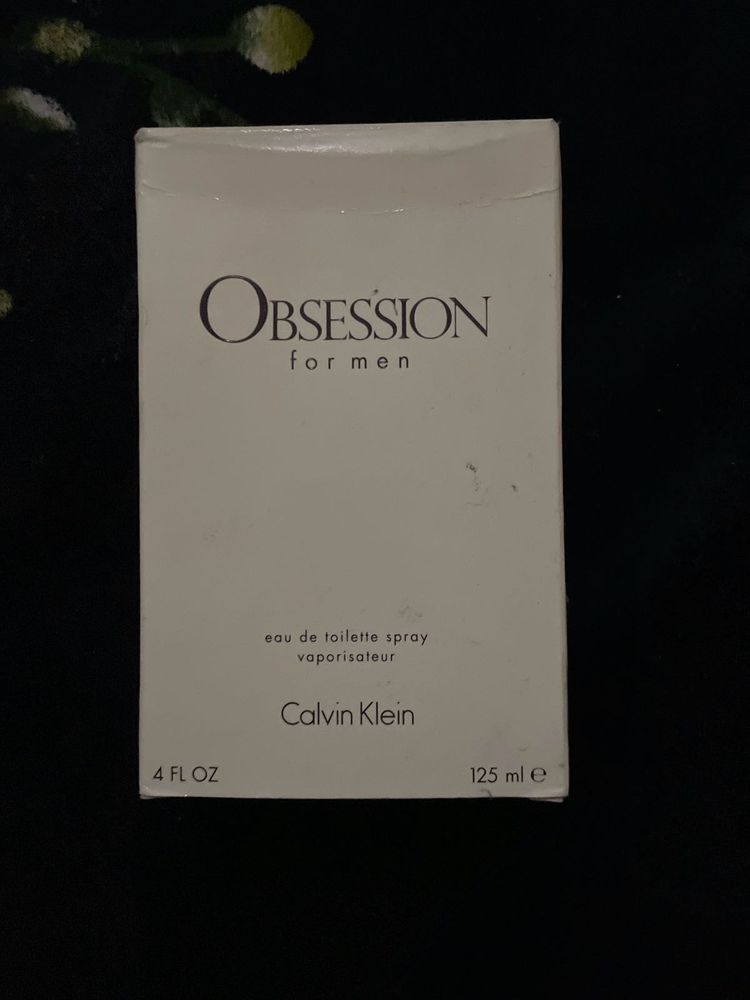 OBSESSION
for men
eau de toilette spray
vaporisateur
Calvin Klein
4 FL OZ
125 ml ℮